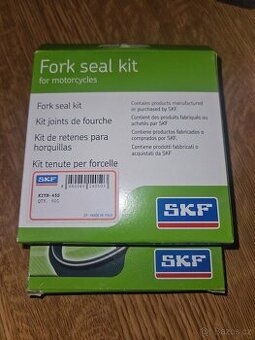 Fork seal kit
for motorcycles
Fork seal kit
Kit joints de fourche
Kit de retenes para
horquillas
Kit tenute per forcelle
Contains products manufactured
or purchased by SKF
Contient des produits fabriqués ou
achetés par SKF
Contiene productos fabricados o
comprados por SKF
Contiene prodotti fabbricati o
acquistati da SKF
SKF
SKF
SKF